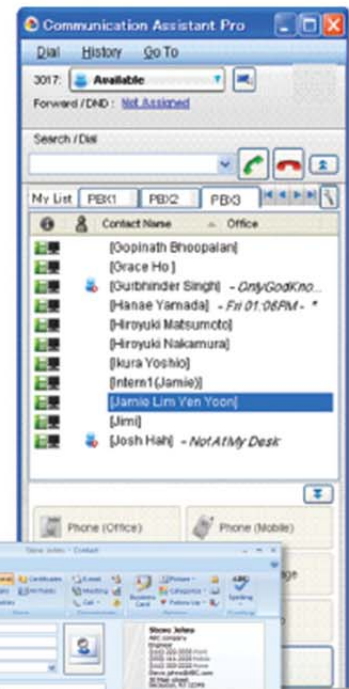 Communication Assistant Pro
Dial History Go To
3017: Available
Forward / DND : Not Assigned
Search / Dial
My List PBX1 PBX2 PBX3
Contact Name Office
[Gopinath Bhoopalan]
[Grace Ho]
[Gurbhinder Singh] - OnlyGodKno...
[Hanae Yamada] - Fri 01:06PM - *
[Hiroyuki Matsumoto]
[Hiroyuki Nakamura]
[Ikura Yoshio]
[Intern1(Jamie)]
[Jamie Lim Yen Yoon]
[Jimi]
[Josh Hah] - NotAtMy Desk
Phone (Office) Phone (Mobile)
Steve Johns - Contact
Steve Johns
ABC company
Engineer